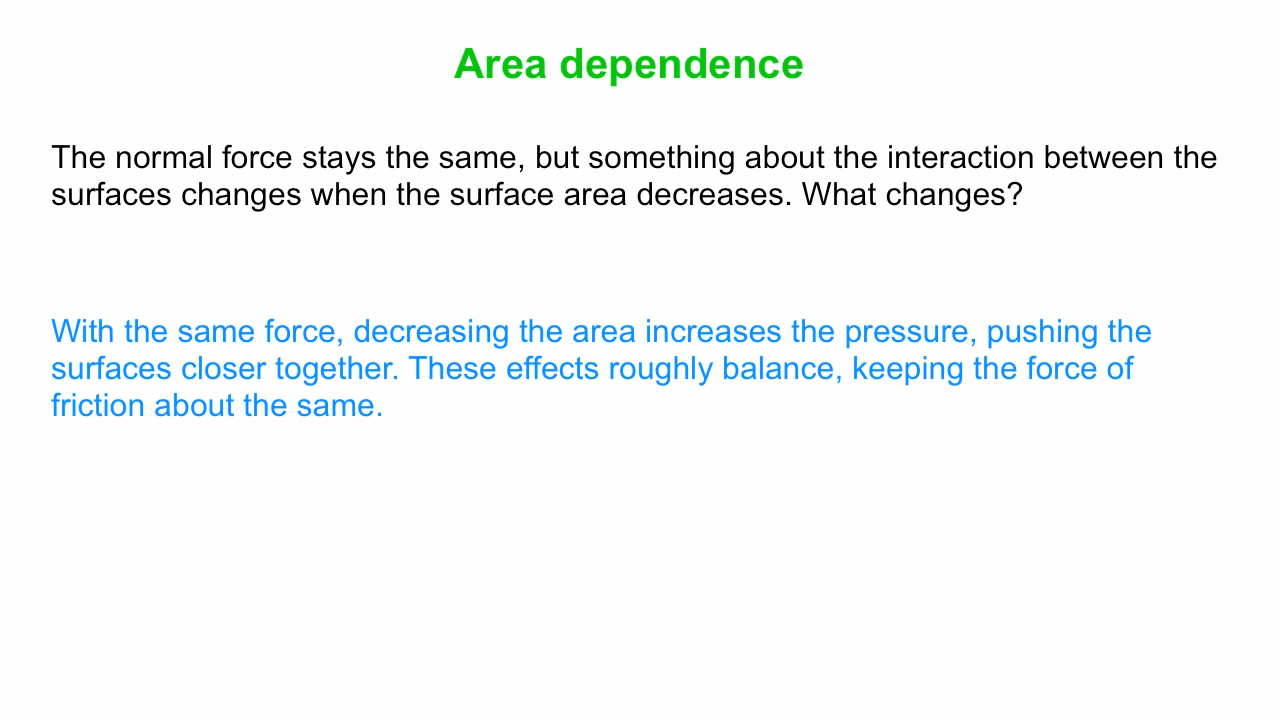 Area dependence
The normal force stays the same, but something about the interaction between the
surfaces changes when the surface area decreases. What changes?
With the same force, decreasing the area increases the pressure, pushing the
surfaces closer together. These effects roughly balance, keeping the force of
friction about the same.